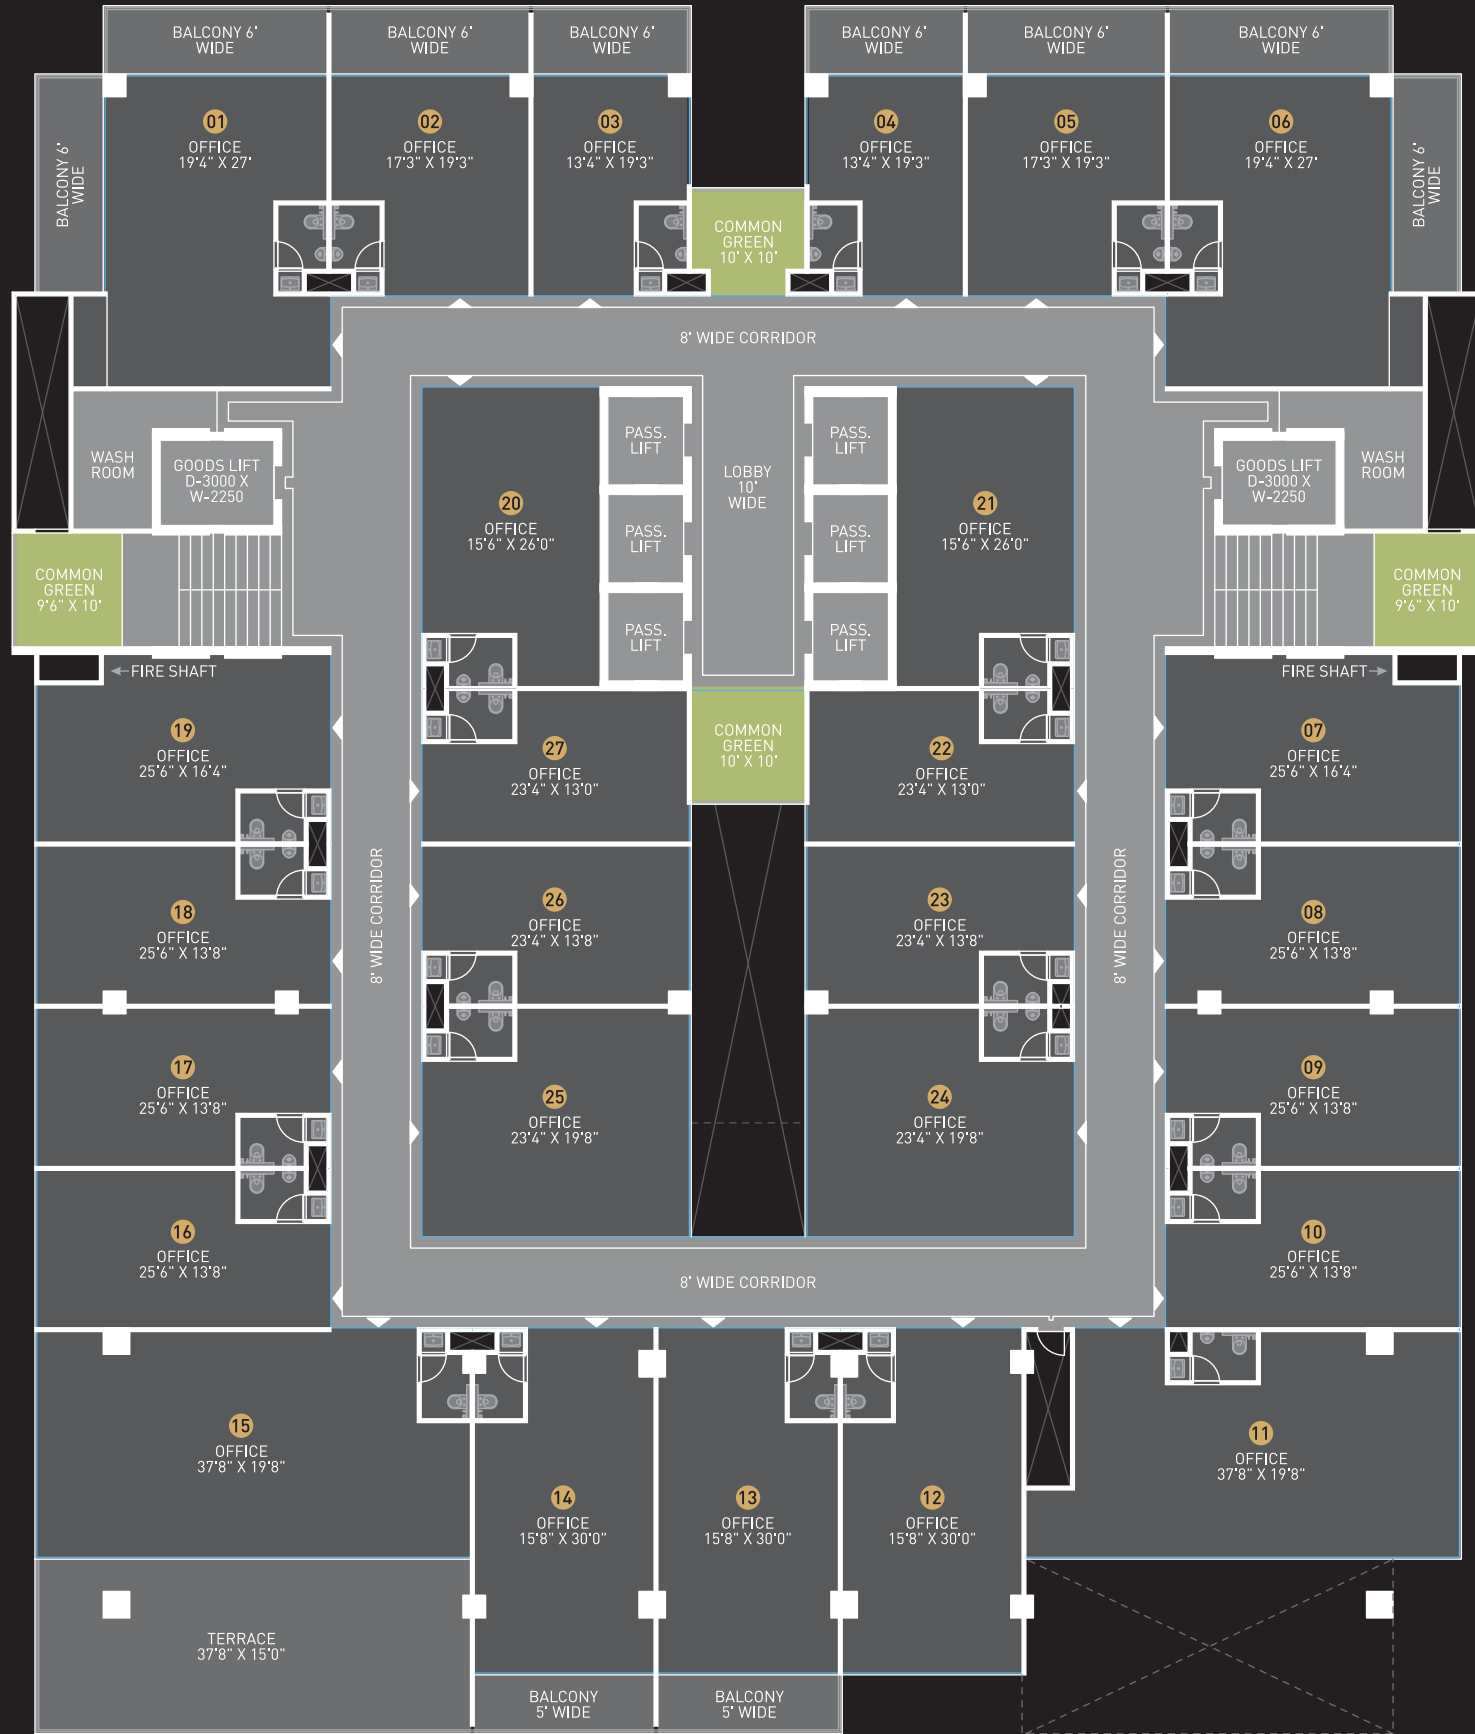 BALCONY 6'
WIDE
BALCONY 6'
WIDE
BALCONY 6'
WIDE
BALCONY 6'
WIDE
BALCONY 6'
WIDE
BALCONY 6'
WIDE
BALCONY 6'
WIDE
01
OFFICE
19'4" X 27'
02
OFFICE
17'3" X 19'3"
03
OFFICE
13'4" X 19'3"
04
OFFICE
13'4" X 19'3"
05
OFFICE
17'3" X 19'3"
06
OFFICE
19'4" X 27'
BALCONY 6'
WIDE
COMMON
GREEN
10' X 10'
8' WIDE CORRIDOR
WASH
ROOM
GOODS LIFT
D-3000 X
W-2250
20
OFFICE
15'6" X 26'0"
PASS.
LIFT
PASS.
LIFT
PASS.
LIFT
LOBBY
10'
WIDE
PASS.
LIFT
PASS.
LIFT
PASS.
LIFT
21
OFFICE
15'6" X 26'0"
GOODS LIFT
D-3000 X
W-2250
WASH
ROOM
COMMON
GREEN
9'6" X 10'
COMMON
GREEN
9'6" X 10'
FIRE SHAFT
FIRE SHAFT
19
OFFICE
25'6" X 16'4"
27
OFFICE
23'4" X 13'0"
COMMON
GREEN
10' X 10'
22
OFFICE
23'4" X 13'0"
07
OFFICE
25'6" X 16'4"
18
OFFICE
25'6" X 13'8"
8' WIDE CORRIDOR
26
OFFICE
23'4" X 13'8"
23
OFFICE
23'4" X 13'8"
8' WIDE CORRIDOR
08
OFFICE
25'6" X 13'8"
17
OFFICE
25'6" X 13'8"
25
OFFICE
23'4" X 19'8"
24
OFFICE
23'4" X 19'8"
09
OFFICE
25'6" X 13'8"
16
OFFICE
25'6" X 13'8"
10
OFFICE
25'6" X 13'8"
8' WIDE CORRIDOR
15
OFFICE
37'8" X 19'8"
14
OFFICE
15'8" X 30'0"
13
OFFICE
15'8" X 30'0"
12
OFFICE
15'8" X 30'0"
11
OFFICE
37'8" X 19'8"
TERRACE
37'8" X 15'0"
BALCONY
5' WIDE
BALCONY
5' WIDE